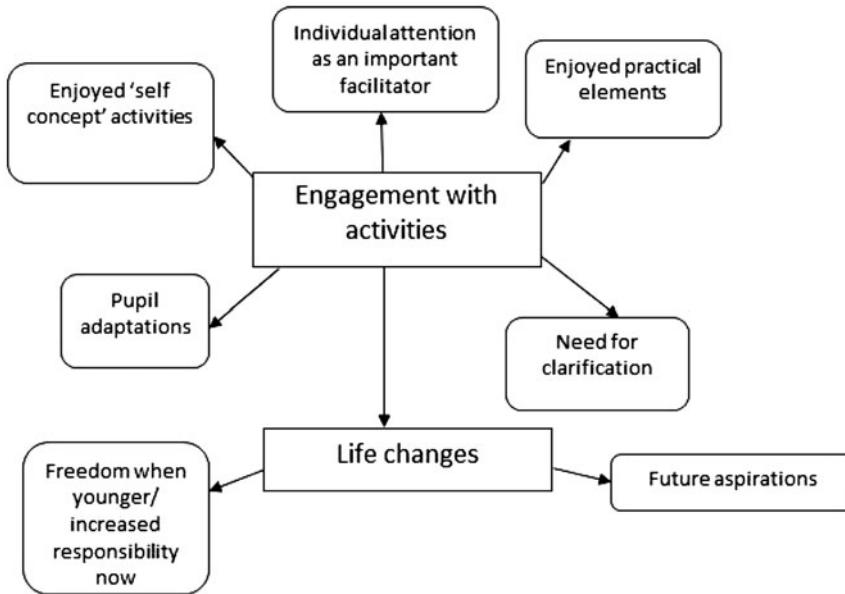 Individual attention
as an important
facilitator
Enjoyed practical
elements
Enjoyed ‘self
concept’ activities
Engagement with
activities
Pupil
adaptations
Need for
clarification
Life changes
Freedom when
younger/
increased
responsibility
now
Future aspirations